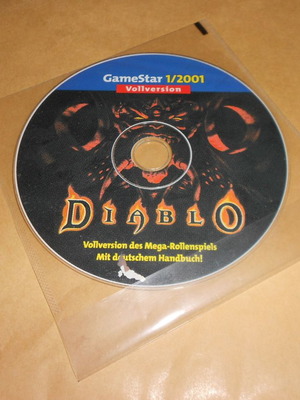 GameStar 1/2001
Vollversion
DIABLO
Vollversion des Mega-Rollenspiels
Mit deutschem Handbuch!